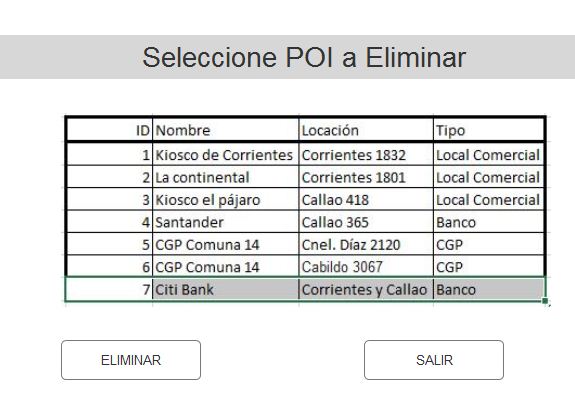 Seleccione POI a Eliminar
ID Nombre Locación Tipo
1 Kiosco de Corrientes Corrientes 1832 Local Comercial
2 La continental Corrientes 1801 Local Comercial
3 Kiosco el pájaro Callao 418 Local Comercial
4 Santander Callao 365 Banco
5 CGP Comuna 14 Cnel. Díaz 2120 CGP
6 CGP Comuna 14 Cabildo 3067 CGP
7 Citi Bank Corrientes y Callao Banco
ELIMINAR SALIR